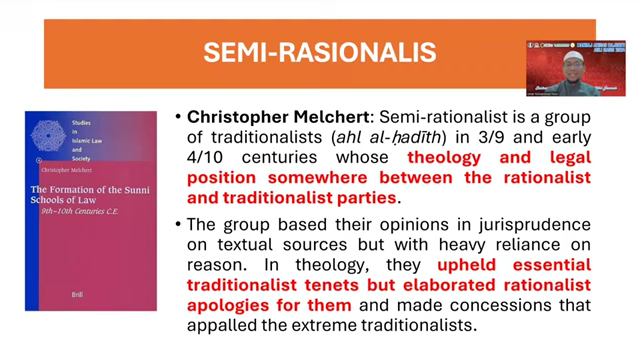 SEMI-RASIONALIS
Studies
in
Islamic Law
and
Society
Christopher Melchert
The Formation of the Sunni
Schools of Law
9th-10th Centuries C.E.
Brill
• Christopher Melchert: Semi-rationalist is a group
of traditionalists (ahl al-ḥadīth) in 3/9 and early
4/10 centuries whose theology and legal
position somewhere between the rationalist
and traditionalist parties.
• The group based their opinions in jurisprudence
on textual sources but with heavy reliance on
reason. In theology, they upheld essential
traditionalist tenets but elaborated rationalist
apologies for them and made concessions that
appalled the extreme traditionalists.